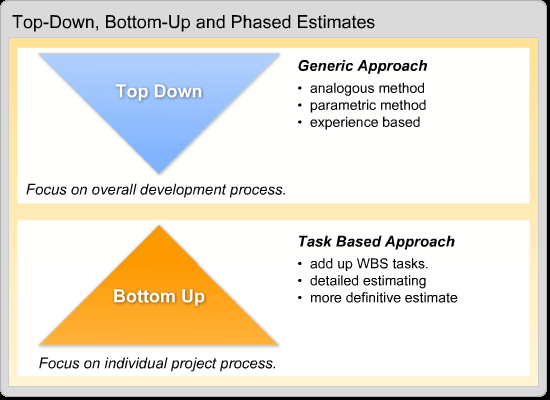 Top-Down, Bottom-Up and Phased Estimates
Top Down
Generic Approach
• analogous method
• parametric method
• experience based
Focus on overall development process.
Bottom Up
Task Based Approach
• add up WBS tasks.
• detailed estimating
• more definitive estimate
Focus on individual project process.